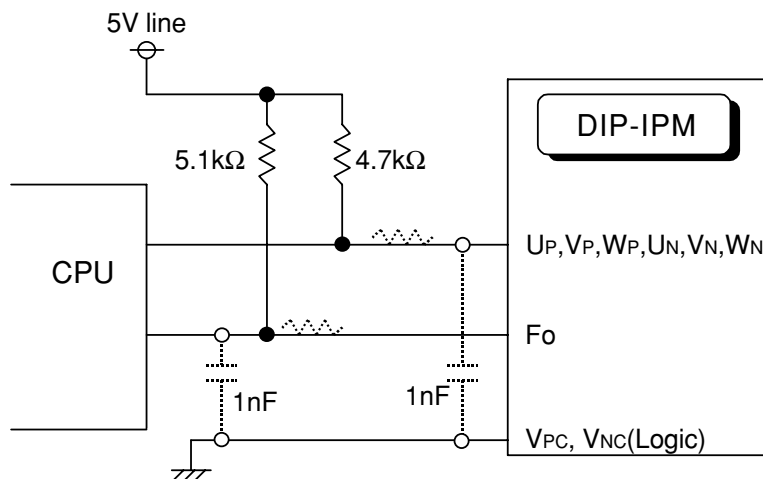 5V line
DIP-IPM
5.1kΩ
4.7kΩ
UP,VP,WP,UN,VN,WN
CPU
Fo
1nF
1nF
VPC, VNC(Logic)